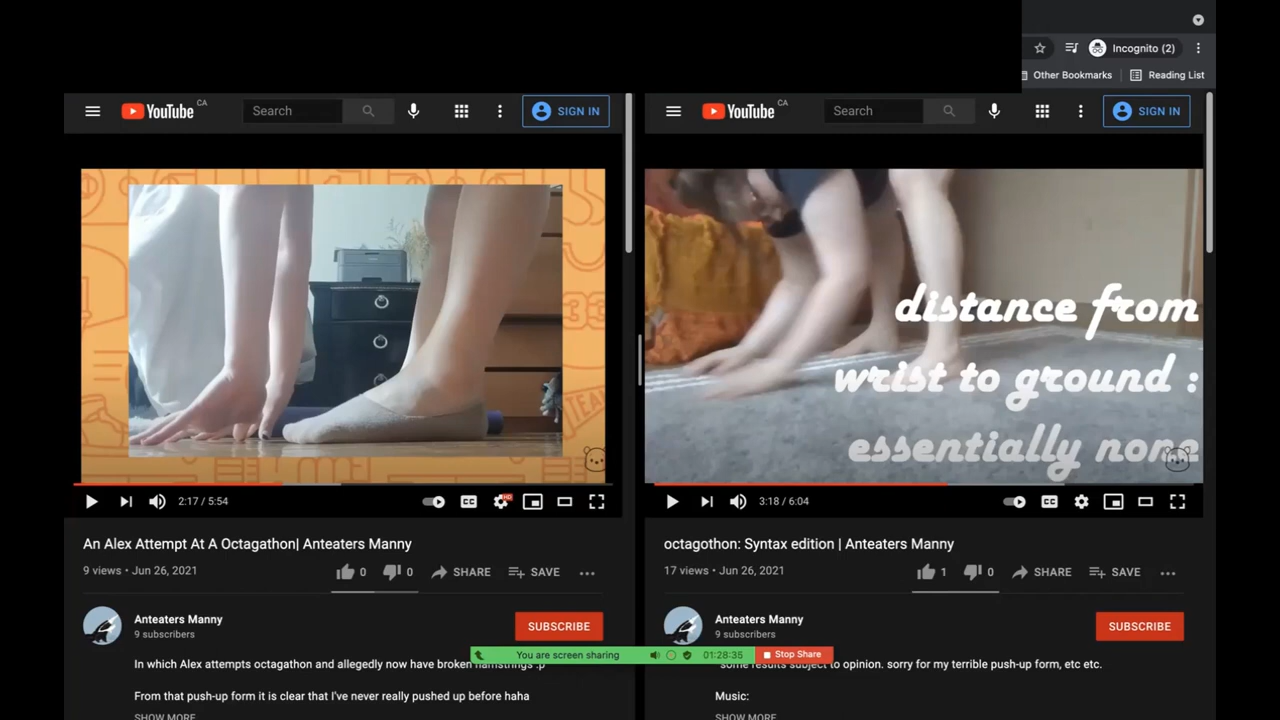 Incognito (2)
Other Bookmarks
Reading List
YouTube CA
Search
SIGN IN
YouTube CA
Search
SIGN IN
distance from
wrist to ground :
essentially none
2:17 / 5:54
CC
HD
3:18 / 6:04
CC
An Alex Attempt At A Octagathon| Anteaters Manny
9 views • Jun 26, 2021
0
0
SHARE
SAVE
octagothon: Syntax edition | Anteaters Manny
17 views • Jun 26, 2021
1
0
SHARE
SAVE
Anteaters Manny
9 subscribers
SUBSCRIBE
Anteaters Manny
9 subscribers
SUBSCRIBE
You are screen sharing
01:28:35
Stop Share
In which Alex attempts octagathon and allegedly now have broken hamstrings :p
From that push-up form it is clear that I've never really pushed up before haha
SHOW MORE
some results subject to opinion. sorry for my terrible push-up form, etc etc.
Music:
SHOW MORE